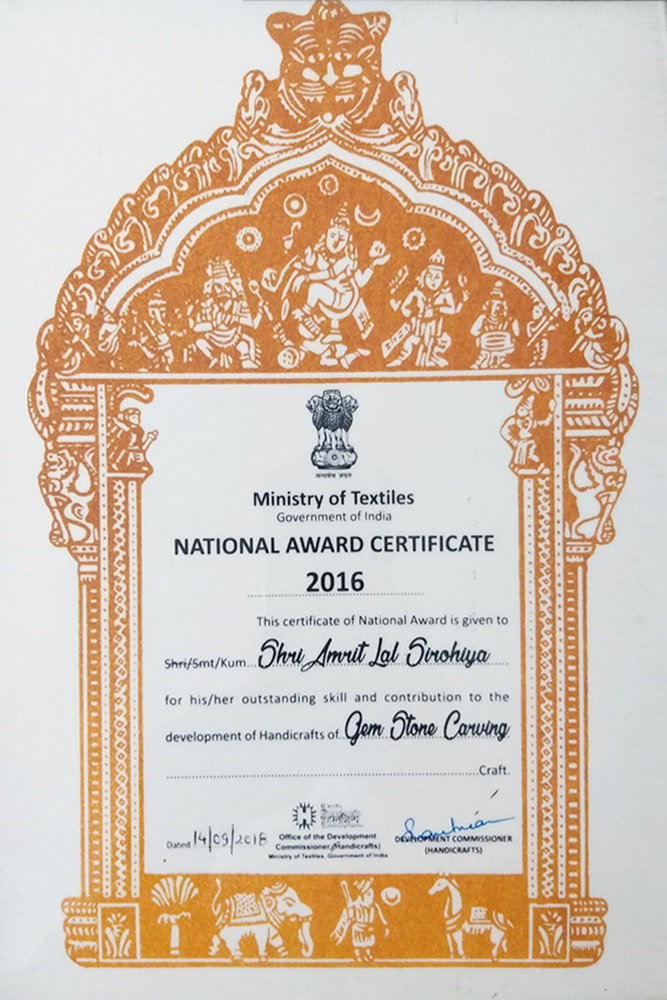 सत्यमेव जयते
Ministry of Textiles
Government of India
NATIONAL AWARD CERTIFICATE
2016
This certificate of National Award is given to
Shri/Smt/Kum...Shri Amrit Lal Sirohiya
for his/her outstanding skill and contribution to the
development of Handicrafts of..Gem Stone Carving
Craft.
Dated 14/09/2018
Office of the Development
Commissioner (Handicrafts)
Ministry of Textiles, Government of India
DEVELOPMENT COMMISSIONER
(HANDICRAFTS)